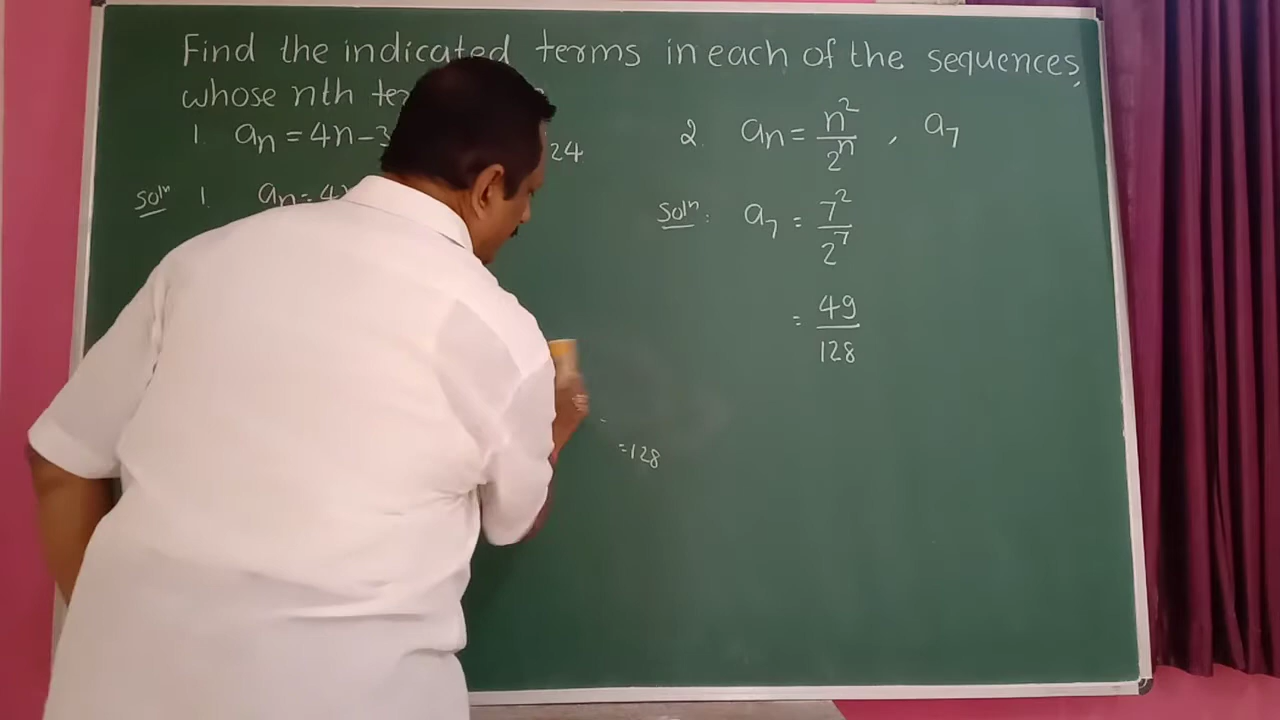 Find the indicated terms in each of the sequences
whose nth
1. aₙ = 4n - 3
24
Solⁿ 1. aₙ = 4
2. aₙ = n²/2ⁿ , a₇
Solⁿ: a₇ = 7²/2⁷
= 49/128
=128